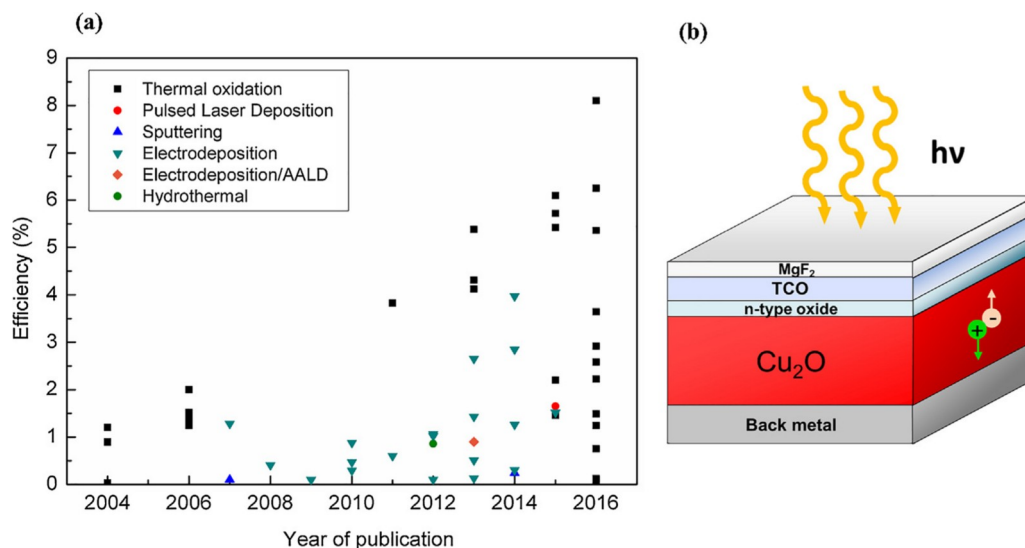 (a)
9
8
7
6
5
4
3
2
1
0
Efficiency (%)
Thermal oxidation
Pulsed Laser Deposition
Sputtering
Electrodeposition
Electrodeposition/AALD
Hydrothermal
2004 2006 2008 2010 2012 2014 2016
Year of publication
(b)
hν
MgF₂
TCO
n-type oxide
Cu₂O
Back metal
+
-